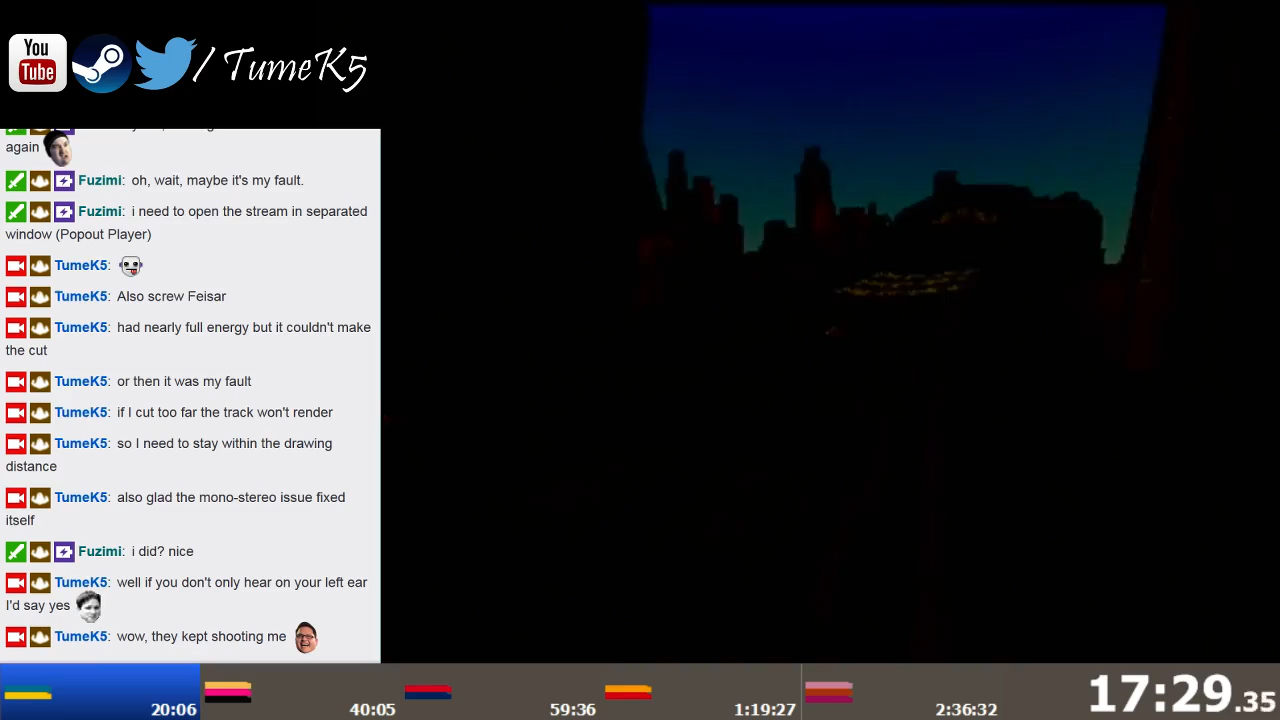 You
Tube
/ TumeK5
again
Fuzimi: oh, wait, maybe it's my fault.
Fuzimi: i need to open the stream in separated
window (Popout Player)
TumeK5:
TumeK5: Also screw Feisar
TumeK5: had nearly full energy but it couldn't make
the cut
TumeK5: or then it was my fault
TumeK5: if I cut too far the track won't render
TumeK5: so I need to stay within the drawing
distance
TumeK5: also glad the mono-stereo issue fixed
itself
Fuzimi: i did? nice
TumeK5: well if you don't only hear on your left ear
I'd say yes
TumeK5: wow, they kept shooting me
20:06
40:05
59:36
1:19:27
2:36:32
17:29.35